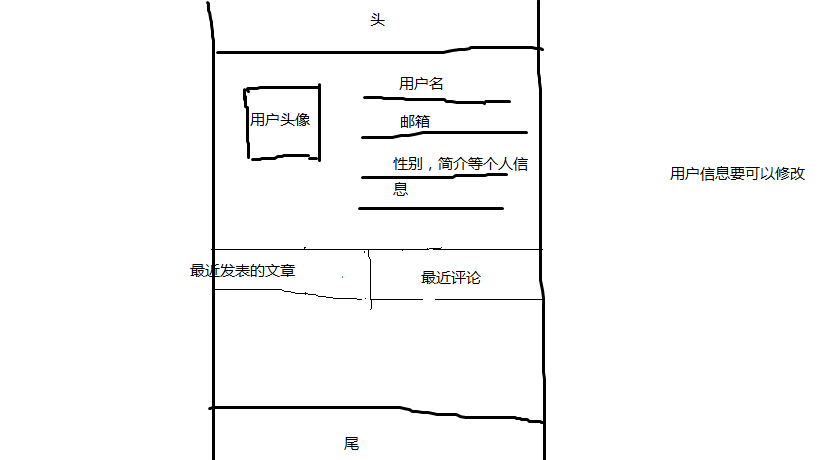 头
用户名
用户头像
邮箱
性别，简介等个人信
息
用户信息要可以修改
最近发表的文章
最近评论
尾